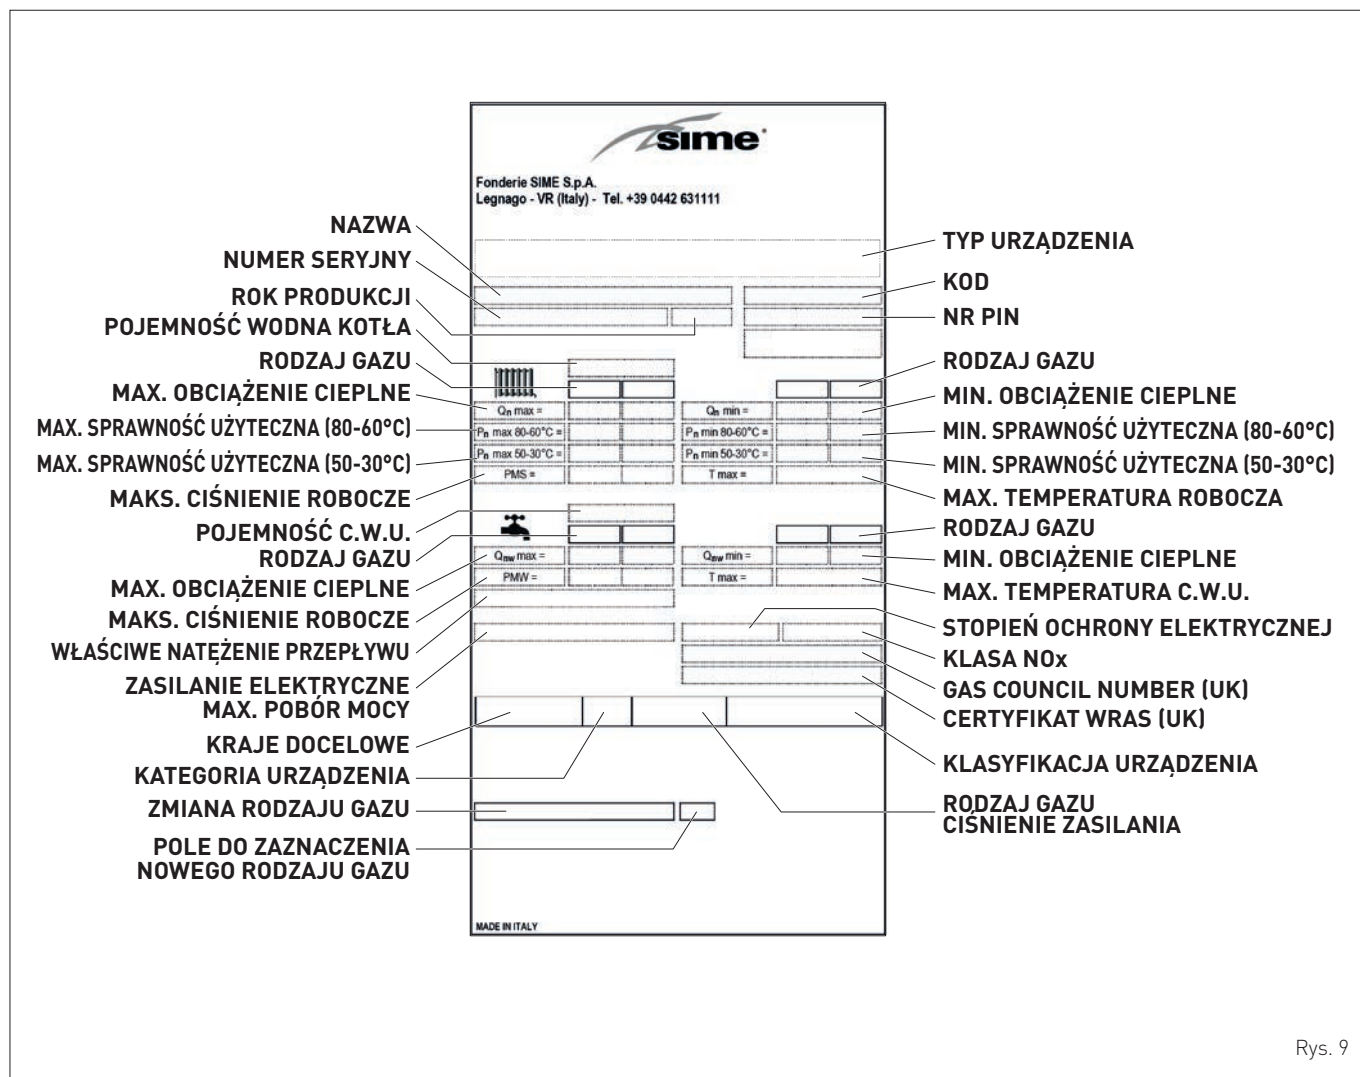 sime
Fonderie SIME S.p.A.
Legnago - VR (Italy) - Tel. +39 0442 631111
NAZWA
NUMER SERYJNY
ROK PRODUKCJI
POJEMNOŚĆ WODNA KOTŁA
RODZAJ GAZU
MAX. OBCIĄŻENIE CIEPLNE
MAX. SPRAWNOŚĆ UŻYTECZNA (80-60°C)
MAX. SPRAWNOŚĆ UŻYTECZNA (50-30°C)
MAKS. CIŚNIENIE ROBOCZE
POJEMNOŚĆ C.W.U.
RODZAJ GAZU
MAX. OBCIĄŻENIE CIEPLNE
MAKS. CIŚNIENIE ROBOCZE
WŁAŚCIWE NATĘŻENIE PRZEPŁYWU
ZASILANIE ELEKTRYCZNE
MAX. POBÓR MOCY
KRAJE DOCELOWE
KATEGORIA URZĄDZENIA
ZMIANA RODZAJU GAZU
POLE DO ZAZNACZENIA
NOWEGO RODZAJU GAZU
Qn max =
Qn min =
Pn max 80-60°C =
Pn min 80-60°C =
Pn max 50-30°C =
Pn min 50-30°C =
PMS =
T max =
Qnw max =
Qnw min =
PMW =
T max =
MADE IN ITALY
TYP URZĄDZENIA
KOD
NR PIN
RODZAJ GAZU
MIN. OBCIĄŻENIE CIEPLNE
MIN. SPRAWNOŚĆ UŻYTECZNA (80-60°C)
MIN. SPRAWNOŚĆ UŻYTECZNA (50-30°C)
MAX. TEMPERATURA ROBOCZA
RODZAJ GAZU
MIN. OBCIĄŻENIE CIEPLNE
MAX. TEMPERATURA C.W.U.
STOPIEŃ OCHRONY ELEKTRYCZNEJ
KLASA NOx
GAS COUNCIL NUMBER (UK)
CERTYFIKAT WRAS (UK)
KLASYFIKACJA URZĄDZENIA
RODZAJ GAZU
CIŚNIENIE ZASILANIA
Rys. 9